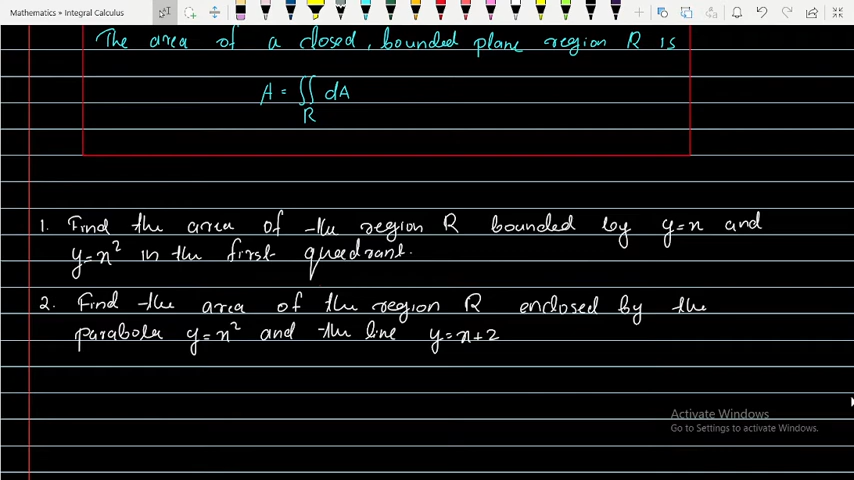 Mathematics » Integral Calculus
The area of a closed, bounded plane region R is
A = ∬ dA
R
1. Find the area of the region R bounded by y=x and
y=x² in the first quadrant.
2. Find the area of the region R enclosed by the
parabola y=x² and the line y=x+2
Activate Windows
Go to Settings to activate Windows.